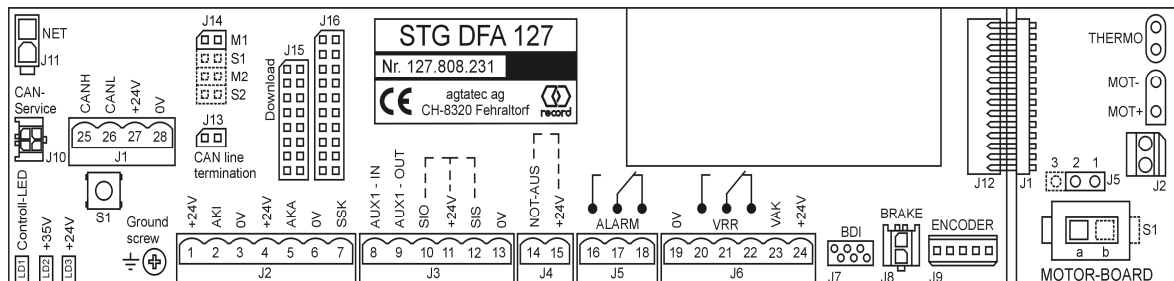 NET
J11
CAN-
Service
J10
CANH
CANL
+24V
0V
25 26 27 28
J1
S1
Controll-LED
+35V
+24V
LD1
LD2
LD3
Ground
screw
J14
M1
S1
M2
S2
J13
CAN line
termination
Download
J15
J16
STG DFA 127
Nr. 127.808.231
CE
agtatec ag
CH-8320 Fehraltorf
record
+24V
AKI
0V
+24V
AKA
0V
SSK
1 2 3 4 5 6 7
J2
AUX1 - IN
AUX1 - OUT
SIO
+24V
SIS
0V
8 9 10 11 12 13
J3
NOT-AUS
+24V
14 15
J4
ALARM
16 17 18
J5
0V
VRR
VAK
+24V
19 20 21 22 23 24
J6
BDI
J7
BRAKE
J8
ENCODER
J9
J12
J1
THERMO
MOT-
MOT+
J2
3 2 1
J5
S1
a b
MOTOR-BOARD